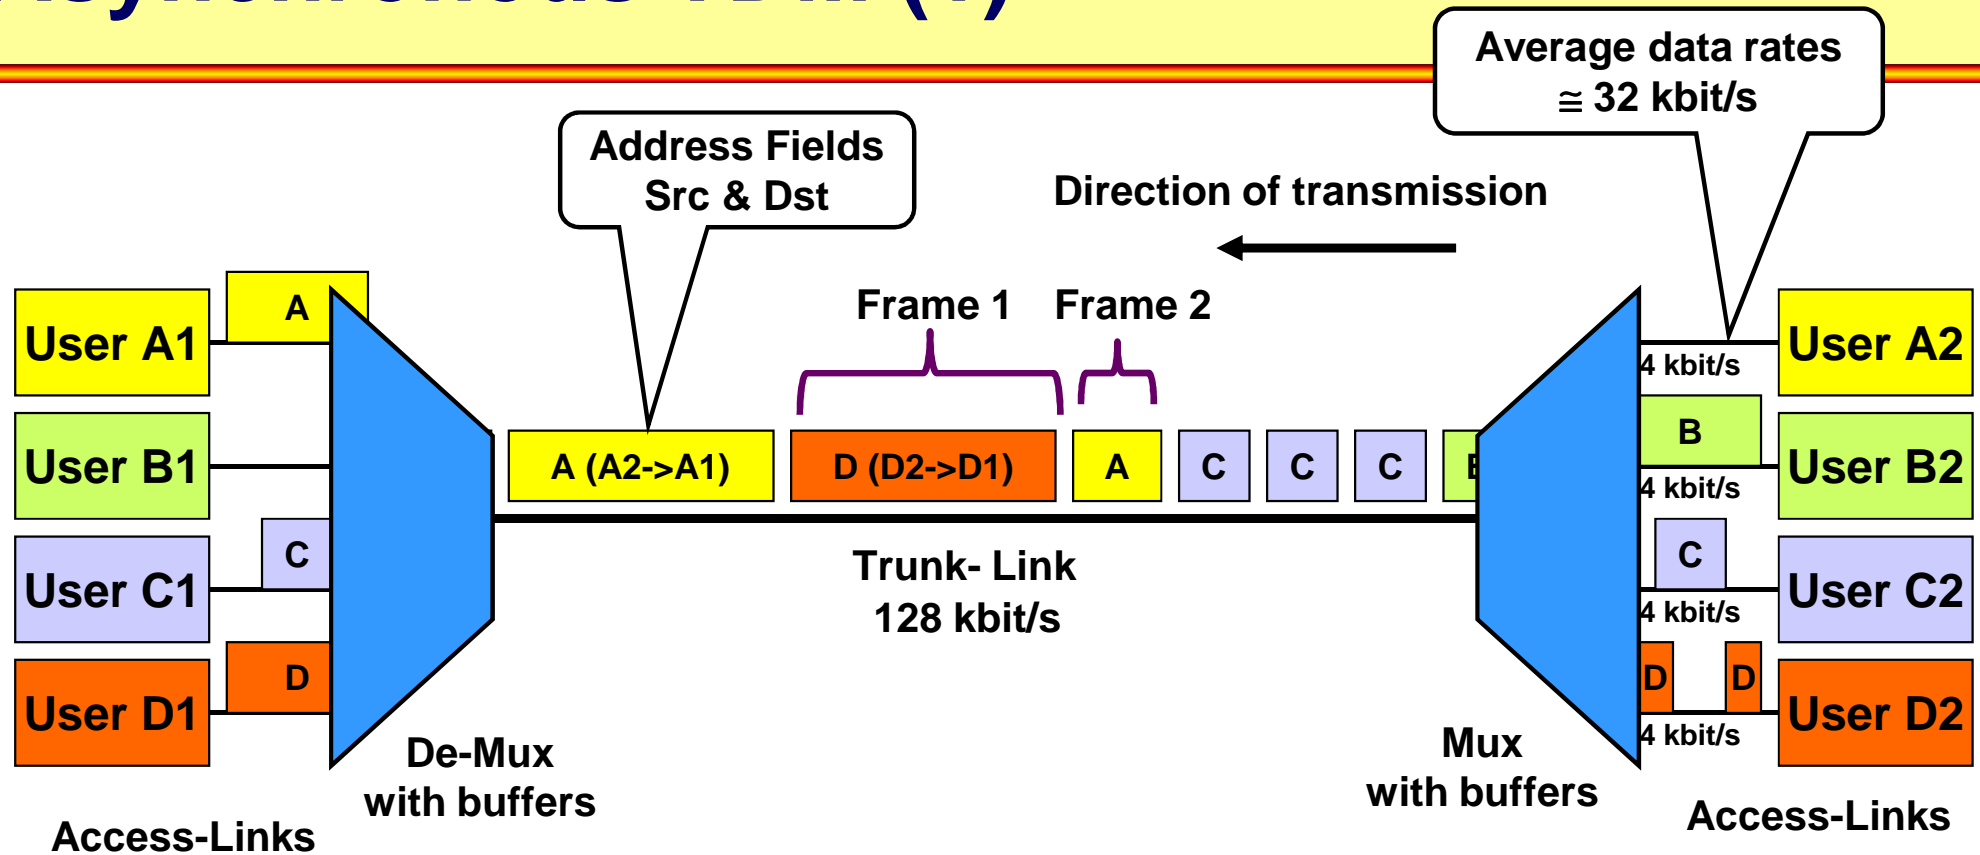 Asynchronous TDM (1)
Average data rates
≅ 32 kbit/s
Address Fields
Src & Dst
Direction of transmission
Frame 1
Frame 2
User A1
A
User B1
User C1
C
User D1
D
A (A2->A1)
D (D2->D1)
A
C
C
C
Trunk- Link
128 kbit/s
De-Mux
with buffers
Mux
with buffers
4 kbit/s
B
4 kbit/s
C
4 kbit/s
D
D
4 kbit/s
User A2
User B2
User C2
User D2
Access-Links
Access-Links